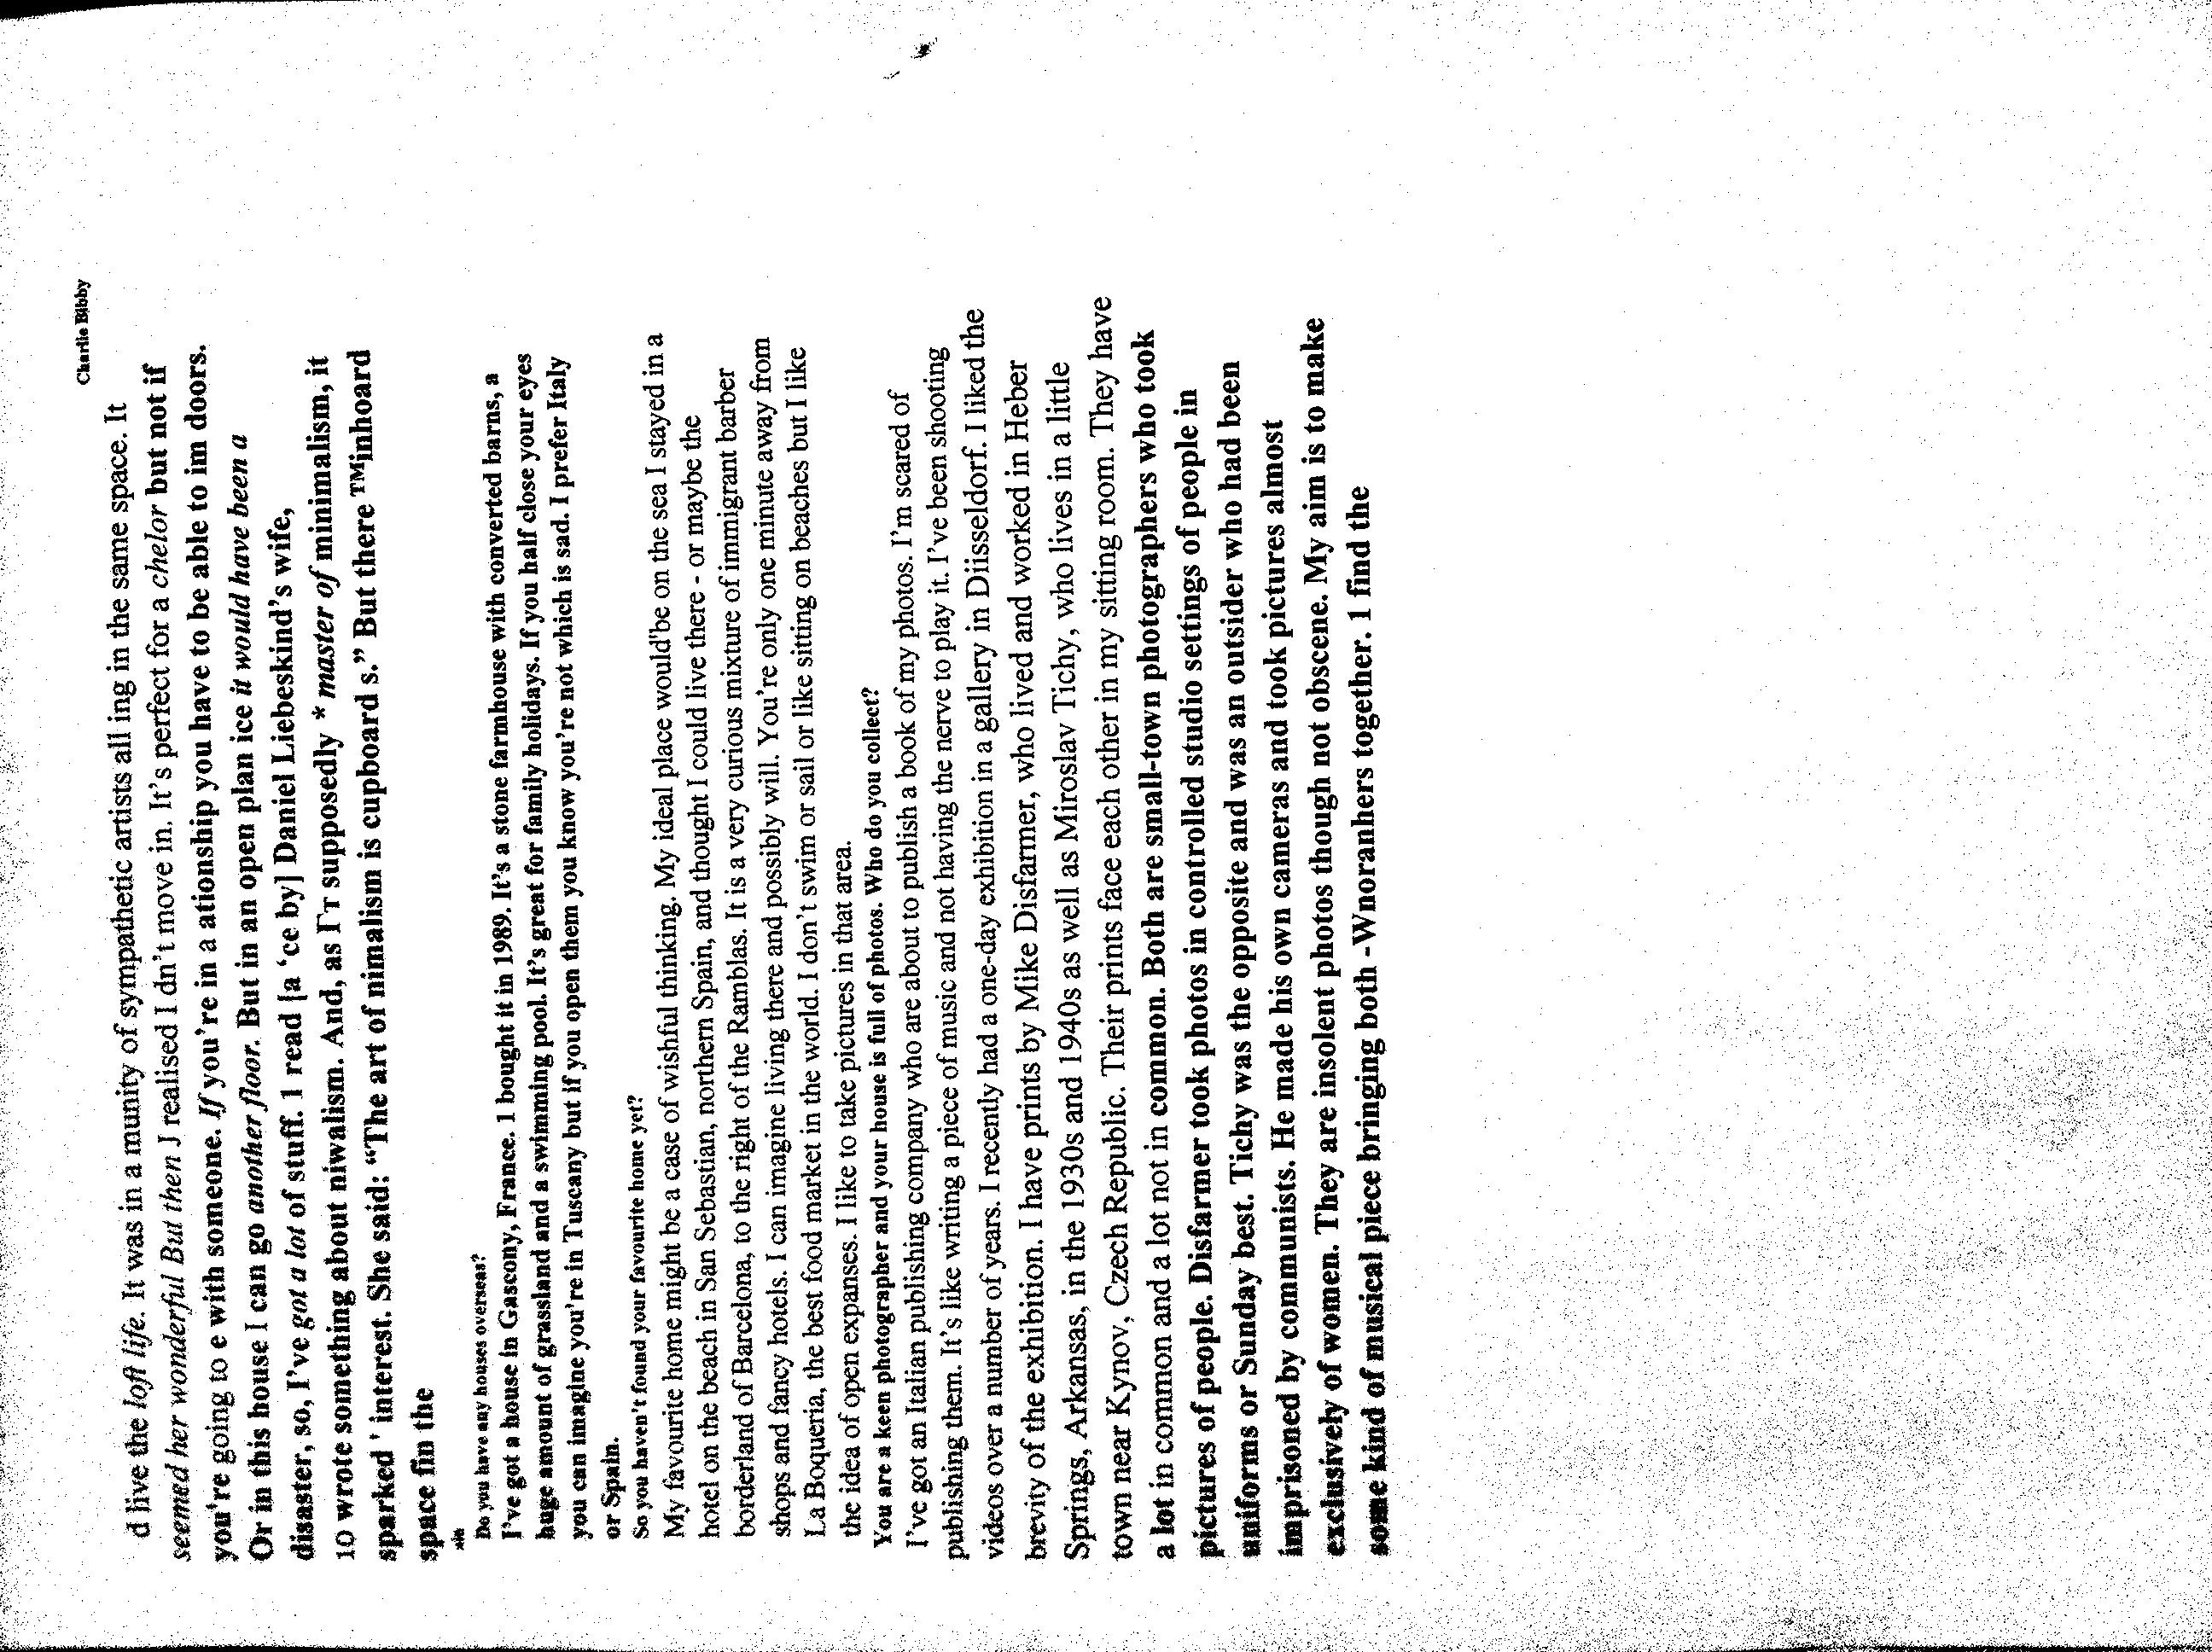 Charlie Bibby
d live the loft life. It was in a munity of sympathetic artists all ing in the same space. It
seemed her wonderful But then J realised I dn't move in. It's perfect for a chelor but not if
you're going to e with someone. If you're in a ationship you have to be able to im doors.
Or in this house I can go another floor. But in an open plan ice it would have been a
disaster, so, I've got a lot of stuff. 1 read [a 'ce by] Daniel Liebeskind's wife,
10 wrote something about niwalism. And, as Гт supposedly * master of minimalism, it
sparked ' interest. She said: “The art of nimalism is cupboard s.” But there ™inhoard
space fin the
Do you have any houses overseas?
I've got a house in Gascony, France. 1 bought it in 1989. It's a stone farmhouse with converted barns, a
huge amount of grassland and a swimming pool. It's great for family holidays. If you half close your eyes
you can imagine you're in Tuscany but if you open them you know you're not which is sad. I prefer Italy
or Spain.
So you haven't found your favourite home yet?
My favourite home might be a case of wishful thinking. My ideal place would'be on the sea I stayed in a
hotel on the beach in San Sebastian, northern Spain, and thought I could live there - or maybe the
borderland of Barcelona, to the right of the Ramblas. It is a very curious mixture of immigrant barber
shops and fancy hotels. I can imagine living there and possibly will. You're only one minute away from
La Boqueria, the best food market in the world. I don't swim or sail or like sitting on beaches but I like
the idea of open expanses. I like to take pictures in that area.
You are a keen photographer and your house is full of photos. Who do you collect?
I've got an Italian publishing company who are about to publish a book of my photos. I'm scared of
publishing them. It's like writing a piece of music and not having the nerve to play it. I've been shooting
videos over a number of years. I recently had a one-day exhibition in a gallery in Diisseldorf. I liked the
brevity of the exhibition. I have prints by Mike Disfarmer, who lived and worked in Heber
Springs, Arkansas, in the 1930s and 1940s as well as Miroslav Tichy, who lives in a little
town near Kynov, Czech Republic. Their prints face each other in my sitting room. They have
a lot in common and a lot not in common. Both are small-town photographers who took
pictures of people. Disfarmer took photos in controlled studio settings of people in
uniforms or Sunday best. Tichy was the opposite and was an outsider who had been
imprisoned by communists. He made his own cameras and took pictures almost
exclusively of women. They are insolent photos though not obscene. My aim is to make
some kind of musical piece bringing both -Wnoranhers together. 1 find the